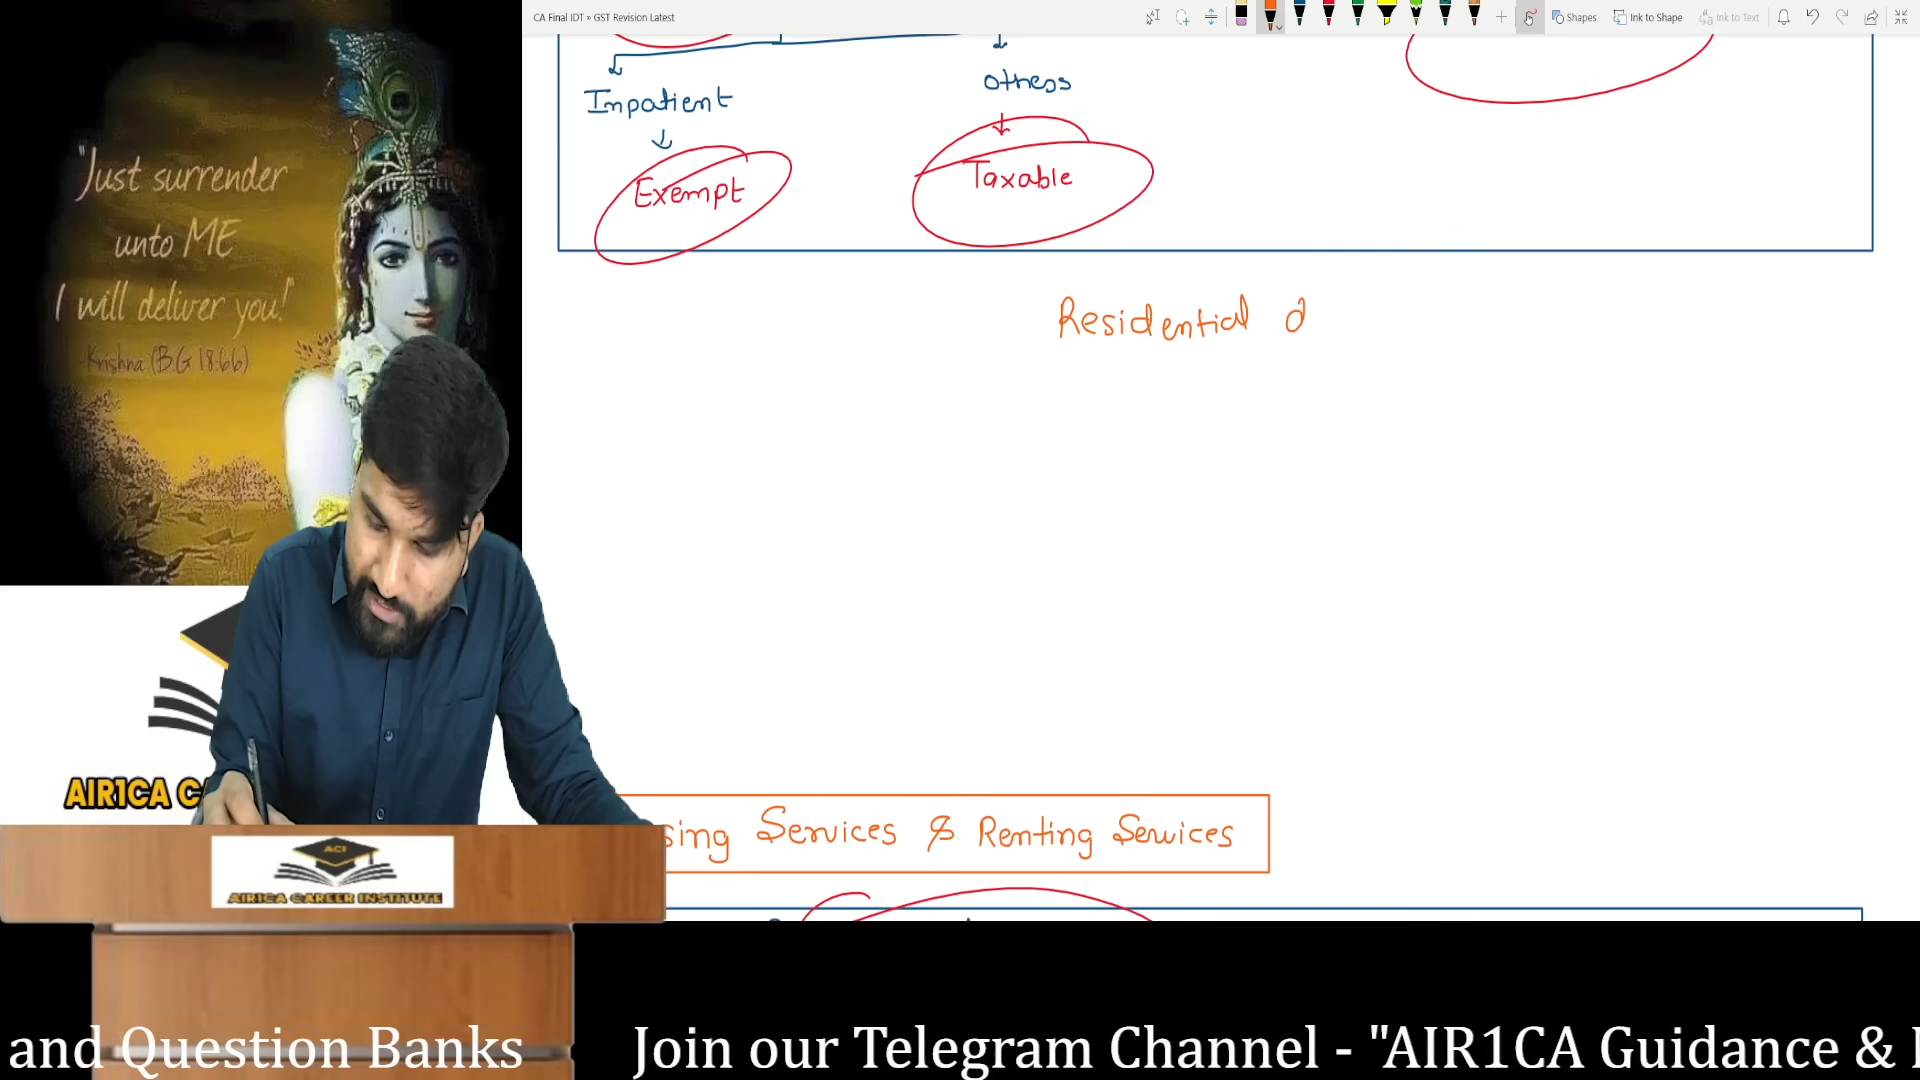 CA Final IDT » GST Revision Latest
Shapes
Ink to Shape
Ink to Text
Inpatient
others
Exempt
Taxable
"Just surrender
unto ME
I will deliver you!"
-Krishna (B.G 18:66)
Residential d
sing Services & Renting Services
AIR1CA C
ACI
AIR1CA CAREER INSTITUTE
and Question Banks
Join our Telegram Channel - "AIR1CA Guidance &